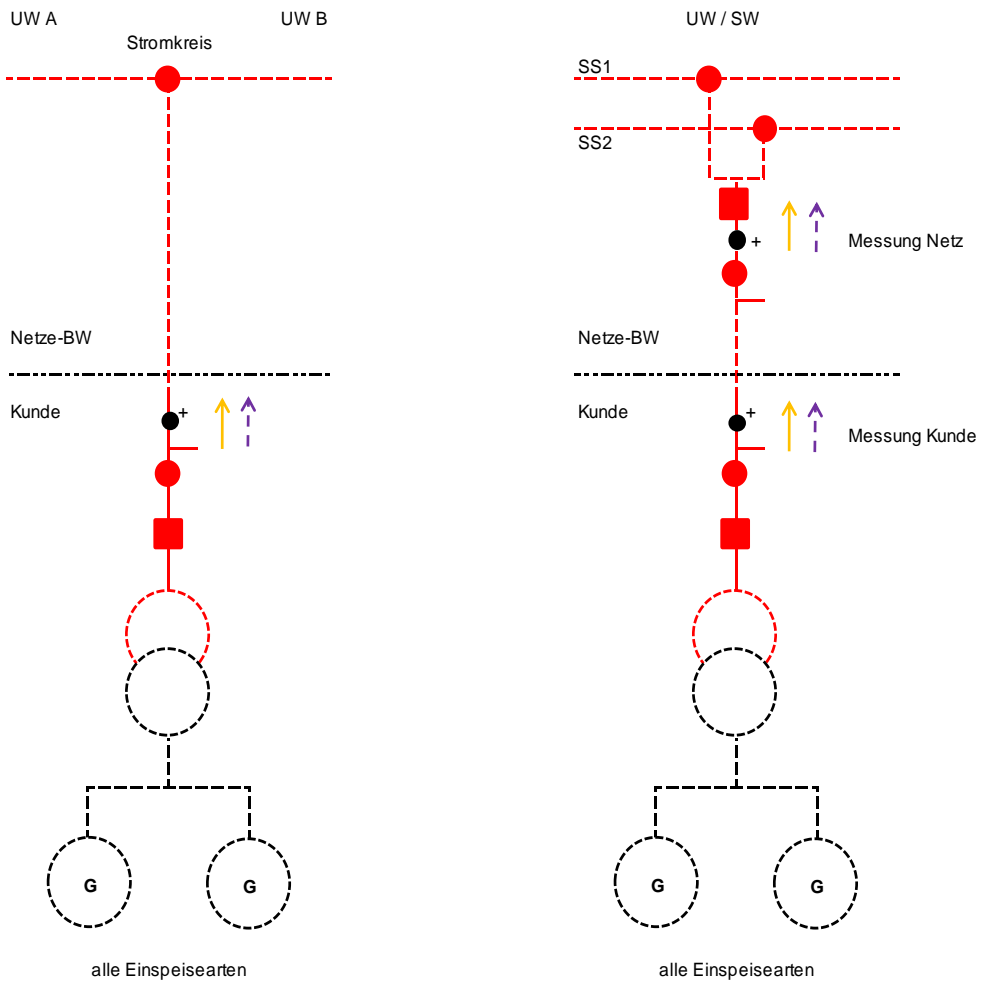 UW A
UW B
Stromkreis
Netze-BW
Kunde
+
G
G
alle Einspeisearten
UW / SW
SS1
SS2
+
Messung Netz
Netze-BW
Kunde
+
Messung Kunde
G
G
alle Einspeisearten